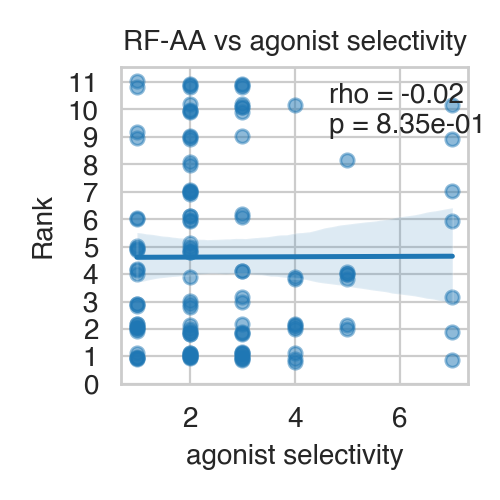 RF-AA vs agonist selectivity
rho = -0.02
p = 8.35e-01
11
10
9
8
7
6
5
4
3
2
1
0
Rank
2 4 6
agonist selectivity